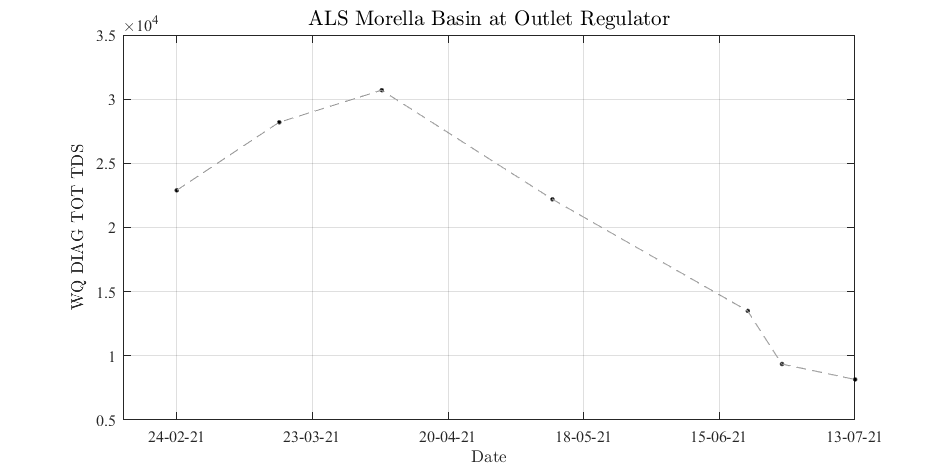 ALS Morella Basin at Outlet Regulator
×10⁴
3.5
3
2.5
2
1.5
1
0.5
WQ DIAG TOT TDS
24-02-21 23-03-21 20-04-21 18-05-21 15-06-21 13-07-21
Date